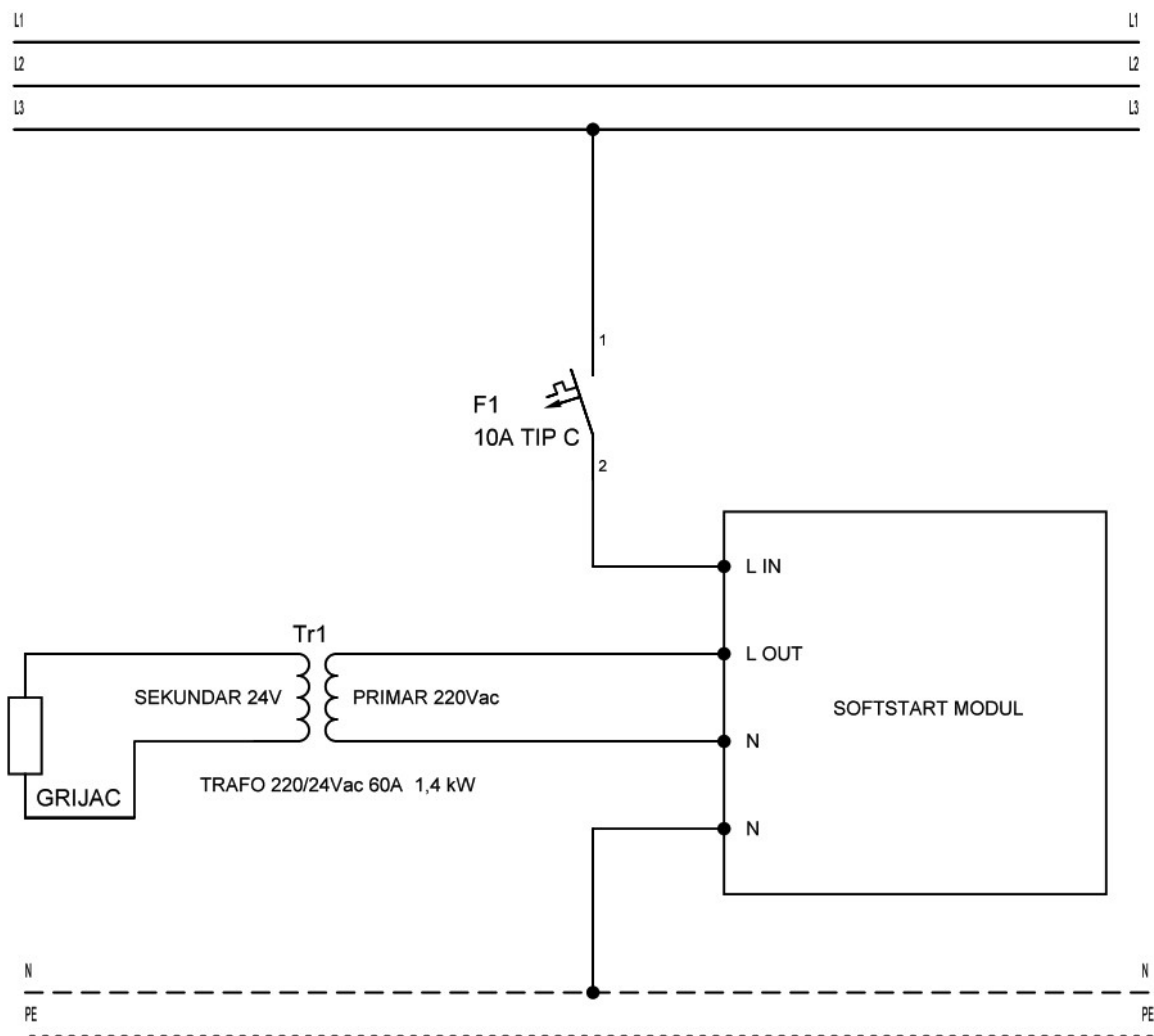 L1 L1
L2 L2
L3 L3
1
F1
10A TIP C
2
L IN
Tr1
L OUT
SEKUNDAR 24V PRIMAR 220Vac
SOFTSTART MODUL
N
TRAFO 220/24Vac 60A 1,4 kW
GRIJAC
N
N N
PE PE